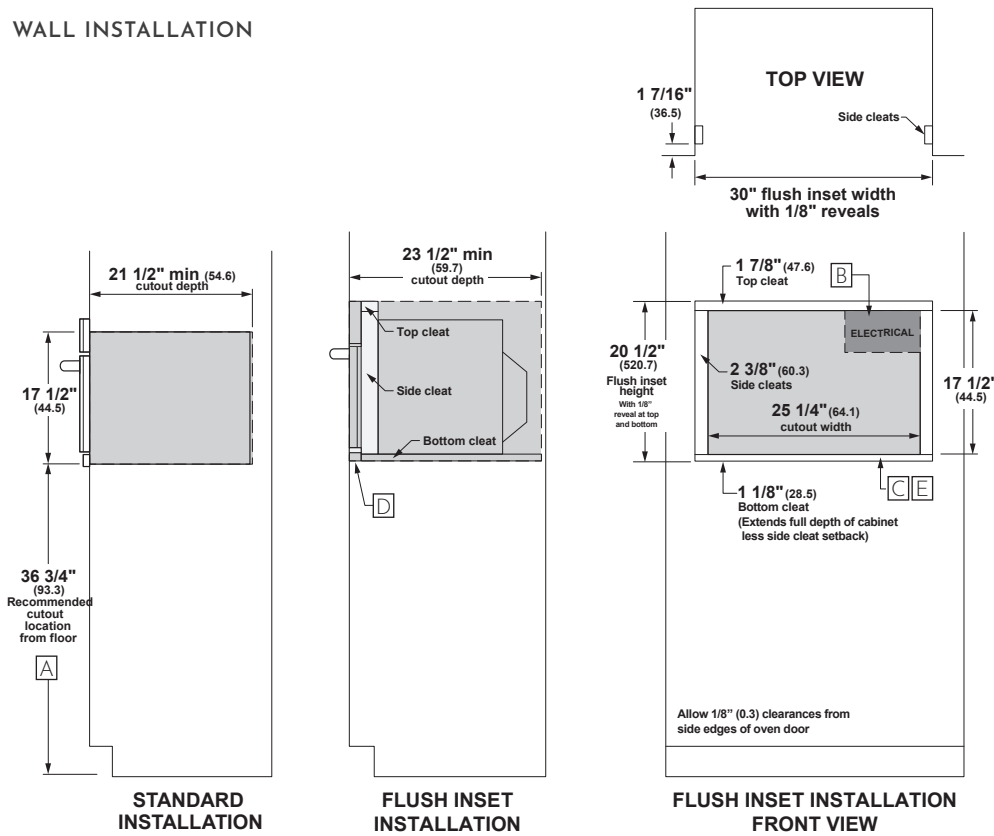 WALL INSTALLATION
TOP VIEW
1 7/16"
(36.5)
Side cleats
30" flush inset width
with 1/8" reveals
21 1/2" min (54.6)
cutout depth
17 1/2"
(44.5)
36 3/4"
(93.3)
Recommended
cutout
location
from floor
A
STANDARD
INSTALLATION
23 1/2" min
(59.7)
cutout depth
Top cleat
Side cleat
Bottom cleat
D
FLUSH INSET
INSTALLATION
1 7/8" (47.6)
Top cleat
B
ELECTRICAL
20 1/2"
(520.7)
Flush inset
height
With 1/8"
reveal at top
and bottom
2 3/8" (60.3)
Side cleats
25 1/4" (64.1)
cutout width
17 1/2"
(44.5)
C E
1 1/8" (28.5)
Bottom cleat
(Extends full depth of cabinet
less side cleat setback)
Allow 1/8” (0.3) clearances from
side edges of oven door
FLUSH INSET INSTALLATION
FRONT VIEW